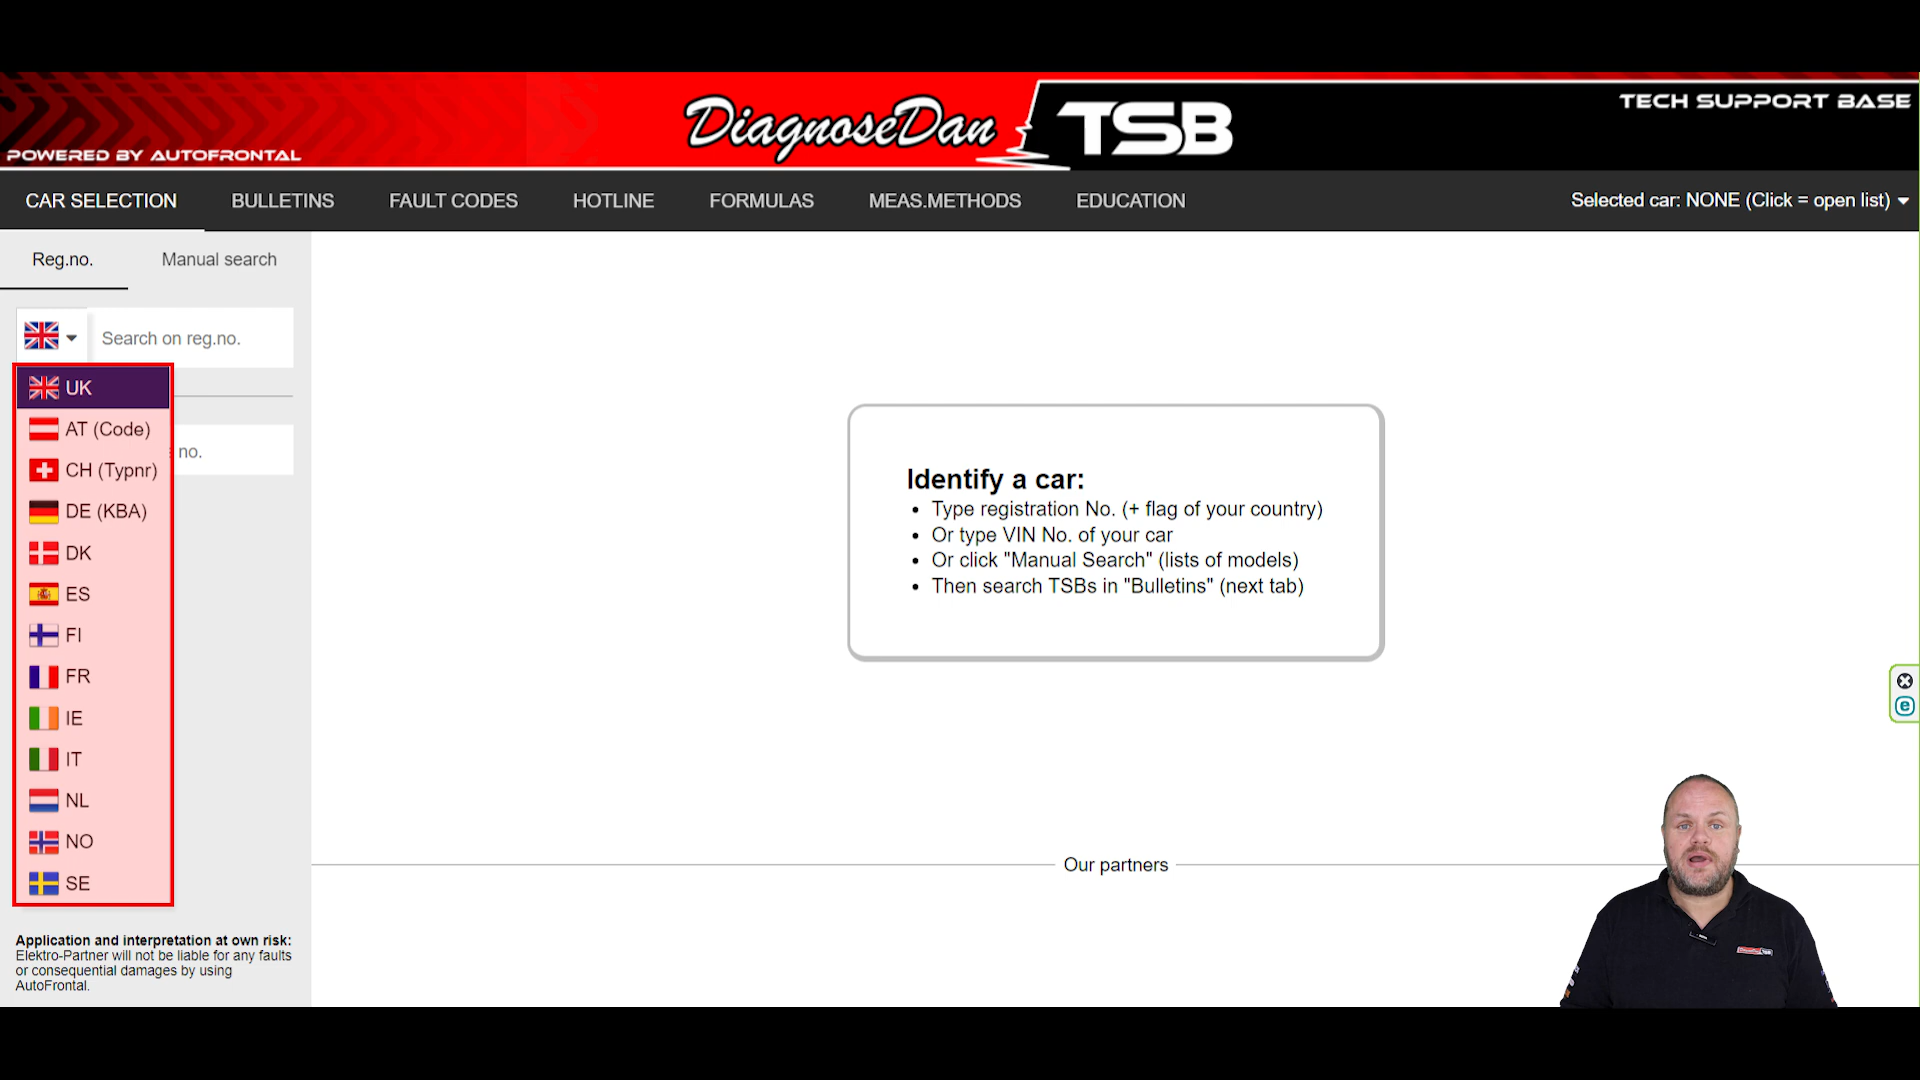 DiagnoseDan TSB
TECH SUPPORT BASE
POWERED BY AUTOFRONTAL
CAR SELECTION
BULLETINS
FAULT CODES
HOTLINE
FORMULAS
MEAS.METHODS
EDUCATION
Selected car: NONE (Click = open list)
Reg.no.
Manual search
Search on reg.no.
UK
AT (Code)
no.
CH (Typnr)
DE (KBA)
DK
ES
FI
FR
IE
IT
NL
NO
SE
Application and interpretation at own risk:
Elektro-Partner will not be liable for any faults
or consequential damages by using
AutoFrontal.
Identify a car:
• Type registration No. (+ flag of your country)
• Or type VIN No. of your car
• Or click "Manual Search" (lists of models)
• Then search TSBs in "Bulletins" (next tab)
Our partners